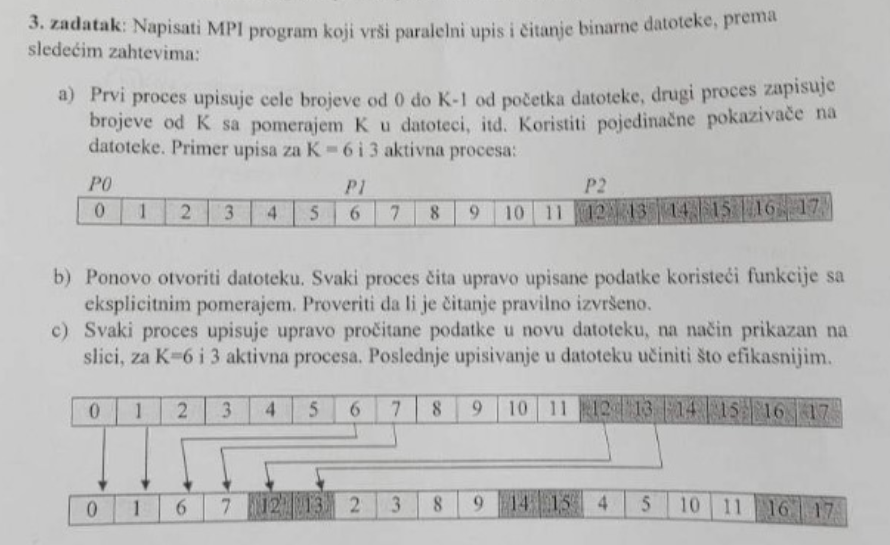 3. zadatak: Napisati MPI program koji vrši paralelni upis i čitanje binarne datoteke, prema
sledećim zahtevima:
a) Prvi proces upisuje cele brojeve od 0 do K-1 od početka datoteke, drugi proces zapisuje
brojeve od K sa pomerajem K u datoteci, itd. Koristiti pojedinačne pokazivače na
datoteke. Primer upisa za K = 6 i 3 aktivna procesa:
P0 P1 P2
0 1 2 3 4 5 6 7 8 9 10 11 12 13 14 15 16 17
b) Ponovo otvoriti datoteku. Svaki proces čita upravo upisane podatke koristeći funkcije sa
eksplicitnim pomerajem. Proveriti da li je čitanje pravilno izvršeno.
c) Svaki proces upisuje upravo pročitane podatke u novu datoteku, na način prikazan na
slici, za K=6 i 3 aktivna procesa. Poslednje upisivanje u datoteku učiniti što efikasnijim.
0 1 2 3 4 5 6 7 8 9 10 11 12 13 14 15 16 17
0 1 6 7 12 13 2 3 8 9 14 15 4 5 10 11 16 17